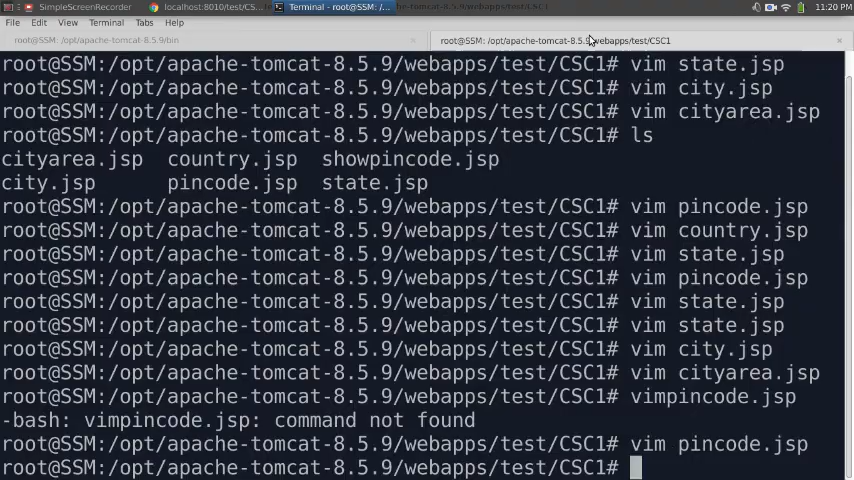 SimpleScreenRecorder localhost:8010/test/CS... Terminal - root@SSM: /... 11:20 PM
File Edit View Terminal Tabs Help
root@SSM: /opt/apache-tomcat-8.5.9/bin × root@SSM: /opt/apache-tomcat-8.5.9/webapps/test/CSC1 ×
root@SSM:/opt/apache-tomcat-8.5.9/webapps/test/CSC1# vim state.jsp
root@SSM:/opt/apache-tomcat-8.5.9/webapps/test/CSC1# vim city.jsp
root@SSM:/opt/apache-tomcat-8.5.9/webapps/test/CSC1# vim cityarea.jsp
root@SSM:/opt/apache-tomcat-8.5.9/webapps/test/CSC1# ls
cityarea.jsp country.jsp showpincode.jsp
city.jsp pincode.jsp state.jsp
root@SSM:/opt/apache-tomcat-8.5.9/webapps/test/CSC1# vim pincode.jsp
root@SSM:/opt/apache-tomcat-8.5.9/webapps/test/CSC1# vim country.jsp
root@SSM:/opt/apache-tomcat-8.5.9/webapps/test/CSC1# vim state.jsp
root@SSM:/opt/apache-tomcat-8.5.9/webapps/test/CSC1# vim pincode.jsp
root@SSM:/opt/apache-tomcat-8.5.9/webapps/test/CSC1# vim state.jsp
root@SSM:/opt/apache-tomcat-8.5.9/webapps/test/CSC1# vim state.jsp
root@SSM:/opt/apache-tomcat-8.5.9/webapps/test/CSC1# vim city.jsp
root@SSM:/opt/apache-tomcat-8.5.9/webapps/test/CSC1# vim cityarea.jsp
root@SSM:/opt/apache-tomcat-8.5.9/webapps/test/CSC1# vimpincode.jsp
-bash: vimpincode.jsp: command not found
root@SSM:/opt/apache-tomcat-8.5.9/webapps/test/CSC1# vim pincode.jsp
root@SSM:/opt/apache-tomcat-8.5.9/webapps/test/CSC1#